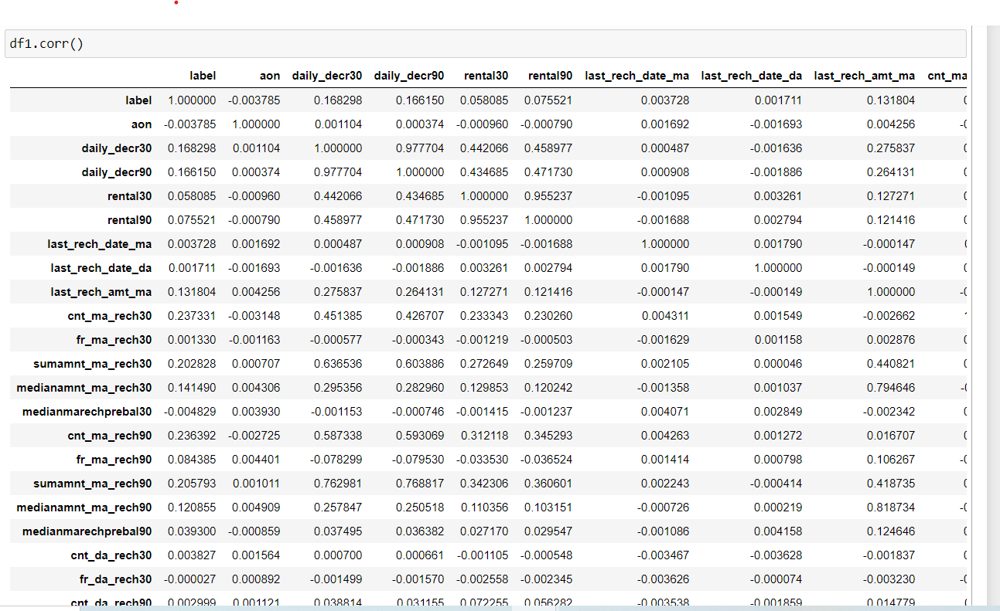 df1.corr()
label aon daily_decr30 daily_decr90 rental30 rental90 last_rech_date_ma last_rech_date_da last_rech_amt_ma cnt_ma
label 1.000000 -0.003785 0.168298 0.166150 0.058085 0.075521 0.003728 0.001711 0.131804
aon -0.003785 1.000000 0.001104 0.000374 -0.000960 -0.000790 0.001692 -0.001693 0.004256
daily_decr30 0.168298 0.001104 1.000000 0.977704 0.442066 0.458977 0.000487 -0.001636 0.275837
daily_decr90 0.166150 0.000374 0.977704 1.000000 0.434685 0.471730 0.000908 -0.001886 0.264131
rental30 0.058085 -0.000960 0.442066 0.434685 1.000000 0.955237 -0.001095 0.003261 0.127271
rental90 0.075521 -0.000790 0.458977 0.471730 0.955237 1.000000 -0.001688 0.002794 0.121416
last_rech_date_ma 0.003728 0.001692 0.000487 0.000908 -0.001095 -0.001688 1.000000 0.001790 -0.000147
last_rech_date_da 0.001711 -0.001693 -0.001636 -0.001886 0.003261 0.002794 0.001790 1.000000 -0.000149
last_rech_amt_ma 0.131804 0.004256 0.275837 0.264131 0.127271 0.121416 -0.000147 -0.000149 1.000000
cnt_ma_rech30 0.237331 -0.003148 0.451385 0.426707 0.233343 0.230260 0.004311 0.001549 -0.002662
fr_ma_rech30 0.001330 -0.001163 -0.000577 -0.000343 -0.001219 -0.000503 -0.001629 0.001158 0.002876
sumamnt_ma_rech30 0.202828 0.000707 0.636536 0.603886 0.272649 0.259709 0.002105 0.000046 0.440821
medianamnt_ma_rech30 0.141490 0.004306 0.295356 0.282960 0.129853 0.120242 -0.001358 0.001037 0.794646
medianmarechprebal30 -0.004829 0.003930 -0.001153 -0.000746 -0.001415 -0.001237 0.004071 0.002849 -0.002342
cnt_ma_rech90 0.236392 -0.002725 0.587338 0.593069 0.312118 0.345293 0.004263 0.001272 0.016707
fr_ma_rech90 0.084385 0.004401 -0.078299 -0.079530 -0.033530 -0.036524 0.001414 0.000798 0.106267
sumamnt_ma_rech90 0.205793 0.001011 0.762981 0.768817 0.342306 0.360601 0.002243 -0.000414 0.418735
medianamnt_ma_rech90 0.120855 0.004909 0.257847 0.250518 0.110356 0.103151 -0.000726 0.000219 0.818734
medianmarechprebal90 0.039300 -0.000859 0.037495 0.036382 0.027170 0.029547 -0.001086 0.004158 0.124646
cnt_da_rech30 0.003827 0.001564 0.000700 0.000661 -0.001105 -0.000548 -0.003467 -0.003628 -0.001837
fr_da_rech30 -0.000027 0.000892 -0.001499 -0.001570 -0.002558 -0.002345 -0.003626 -0.000074 -0.003230
cnt_da_rech90 0.002999 0.001121 0.038814 0.031155 0.072255 0.056282 -0.003538 -0.001859 0.014779